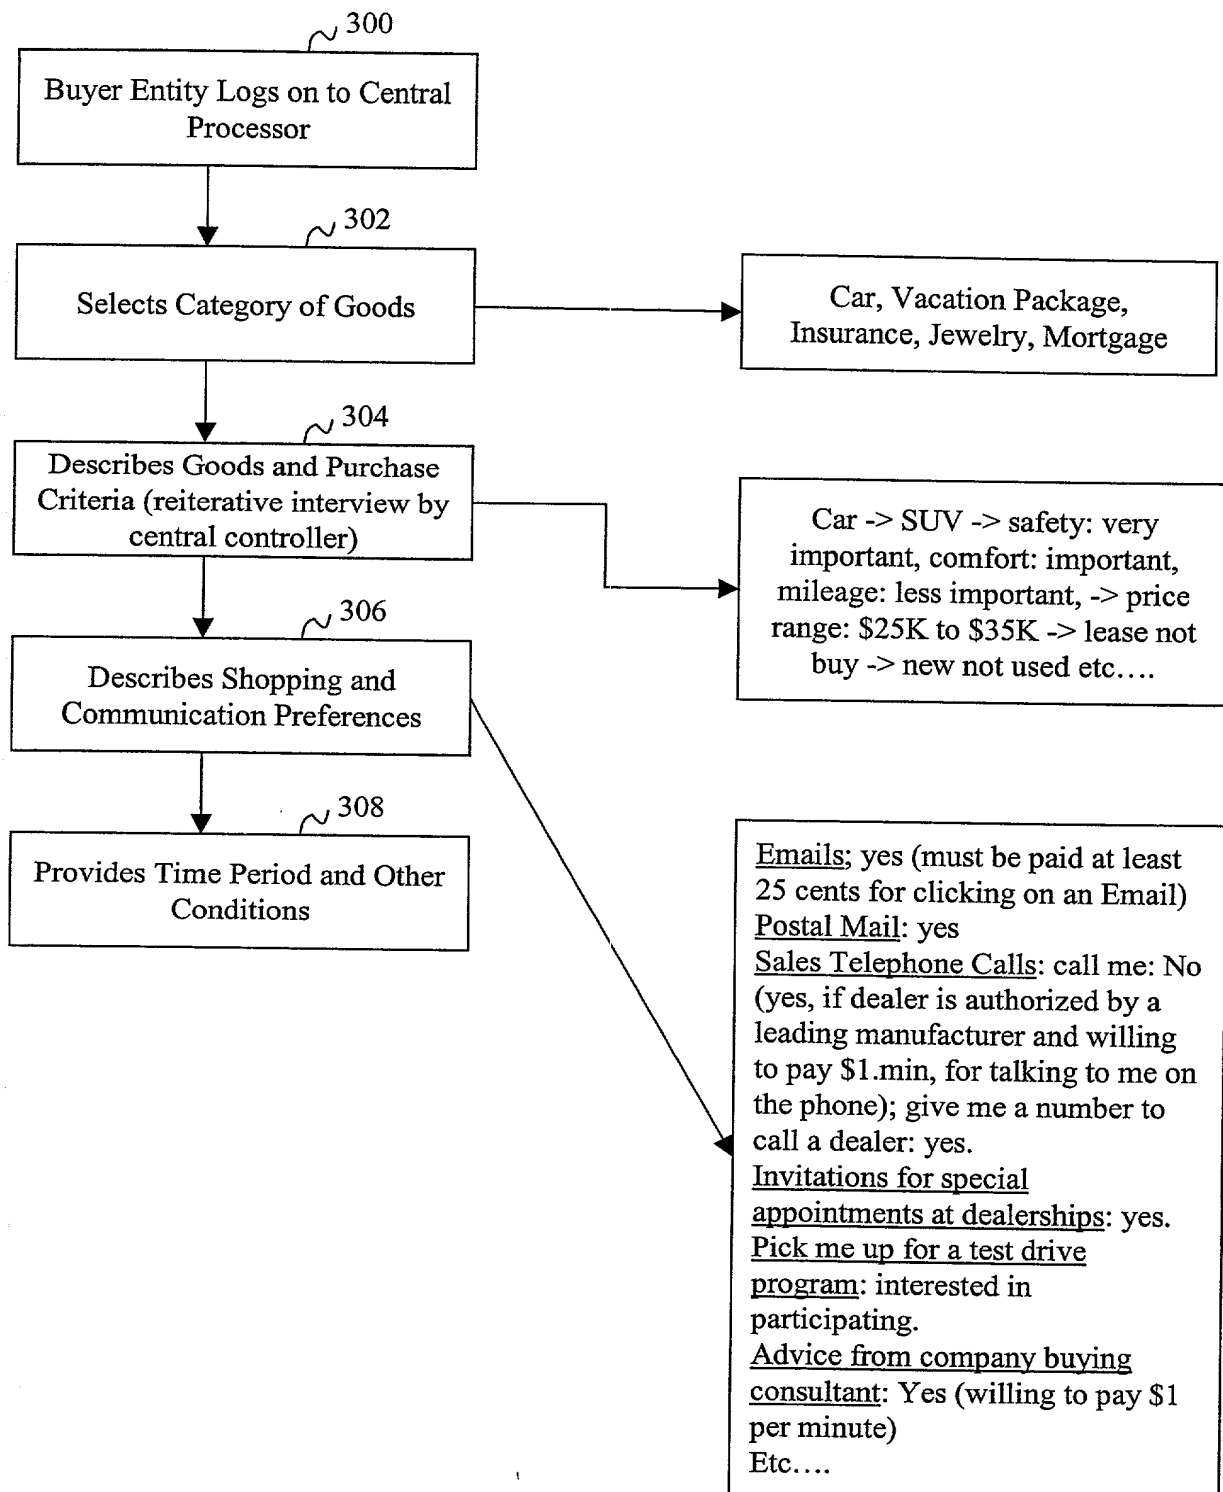 300
Buyer Entity Logs on to Central
Processor
302
Selects Category of Goods
Car, Vacation Package,
Insurance, Jewelry, Mortgage
304
Describes Goods and Purchase
Criteria (reiterative interview by
central controller)
Car -> SUV -> safety: very
important, comfort: important,
mileage: less important, -> price
range: $25K to $35K -> lease not
buy -> new not used etc….
306
Describes Shopping and
Communication Preferences
308
Provides Time Period and Other
Conditions
Emails; yes (must be paid at least
25 cents for clicking on an Email)
Postal Mail: yes
Sales Telephone Calls: call me: No
(yes, if dealer is authorized by a
leading manufacturer and willing
to pay $1.min, for talking to me on
the phone); give me a number to
call a dealer: yes.
Invitations for special
appointments at dealerships: yes.
Pick me up for a test drive
program: interested in
participating.
Advice from company buying
consultant: Yes (willing to pay $1
per minute)
Etc….